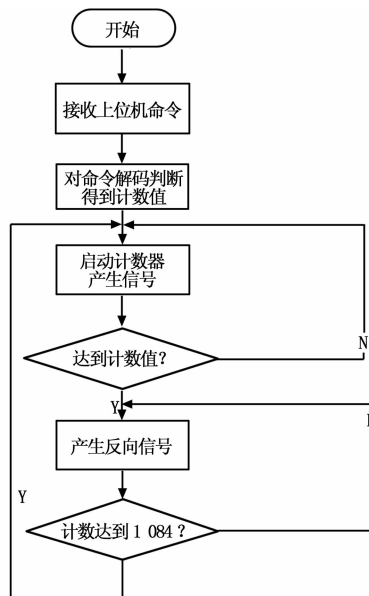 开始
接收上位机命令
对命令解码判断
得到计数值
启动计数器
产生信号
达到计数值?
N
Y
产生反向信号
Y
计数达到1 084?